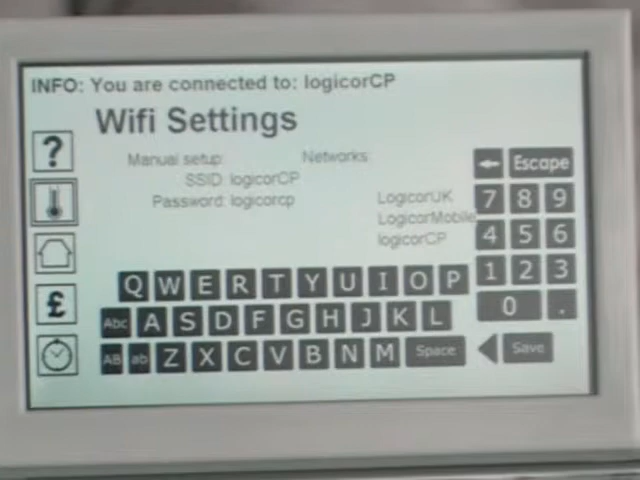 INFO: You are connected to: logicorCP
Wifi Settings
Manual setup: Networks:
SSID: logicorCP
Password: logicorcp
LogicorUK
LogicorMobile
logicorCP
?
£
← Escape
7 8 9
4 5 6
1 2 3
0 .
Q W E R T Y U I O P
Abc A S D F G H J K L
AB ab Z X C V B N M Space Save